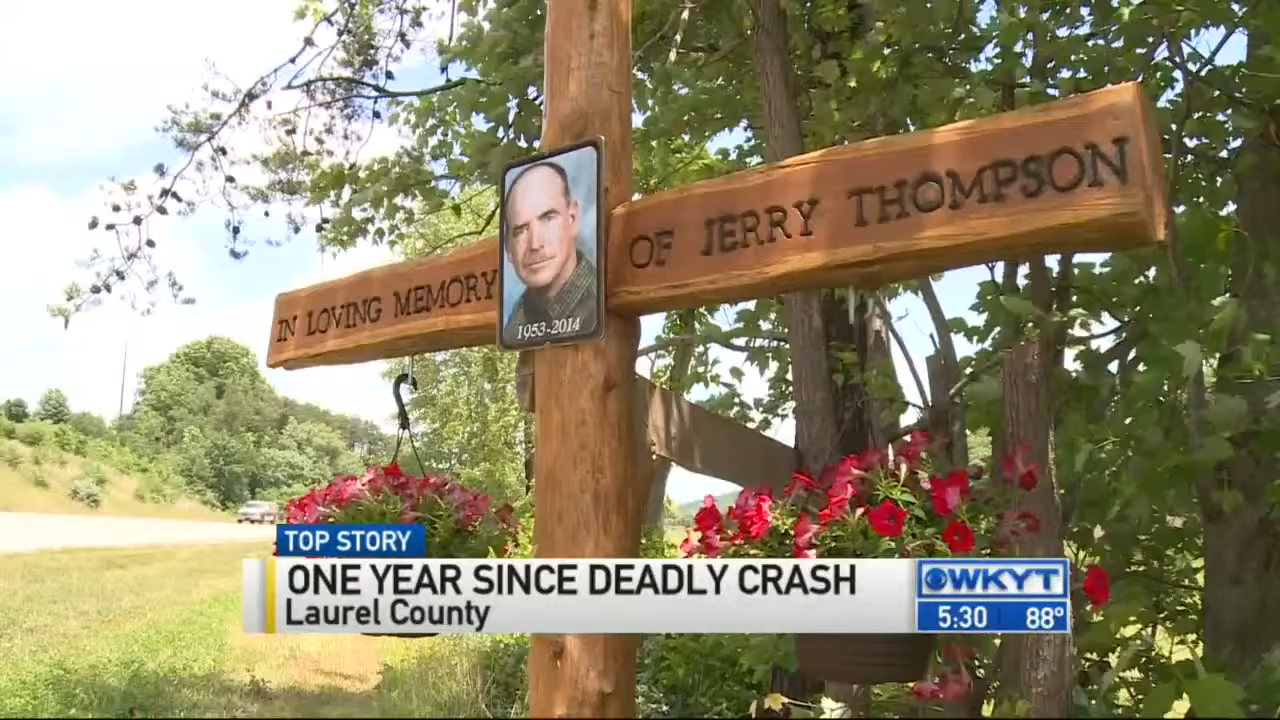 IN LOVING MEMORY OF JERRY THOMPSON
1953-2014
TOP STORY
ONE YEAR SINCE DEADLY CRASH
Laurel County
WKYT
5:30 88°